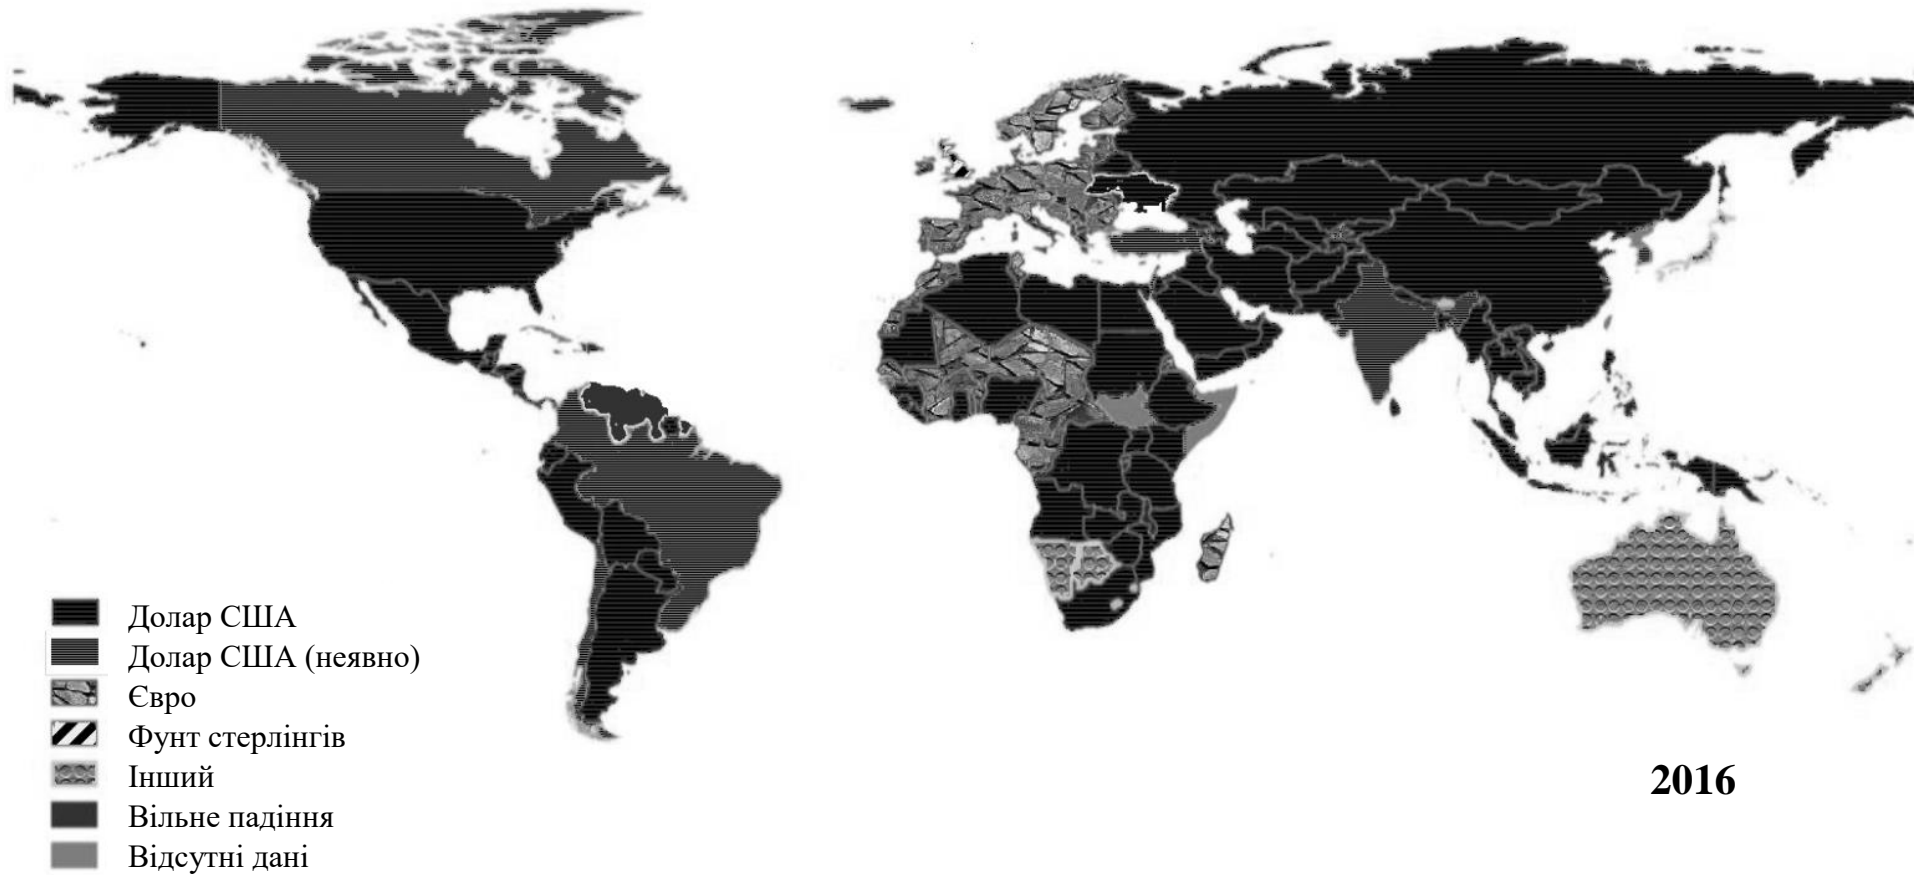 Долар США
Долар США (неявно)
Євро
Фунт стерлінгів
Інший
Вільне падіння
Відсутні дані
2016